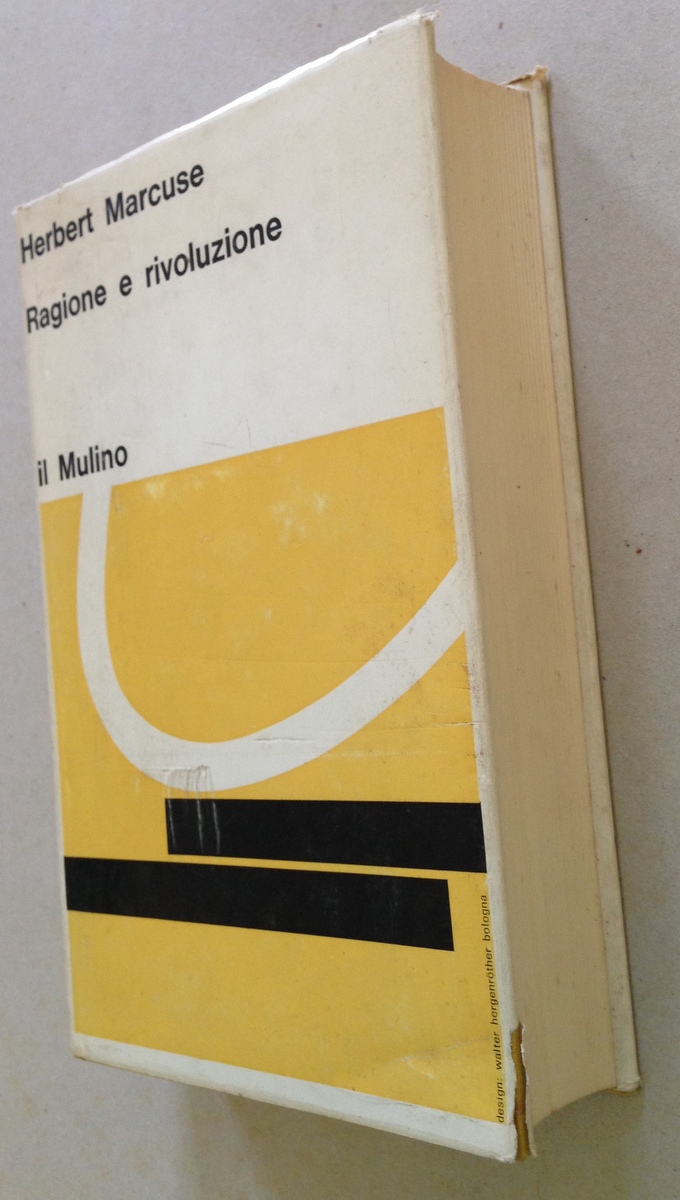 Herbert Marcuse
Ragione e rivoluzione
il Mulino
design: walter hergenröther bologna